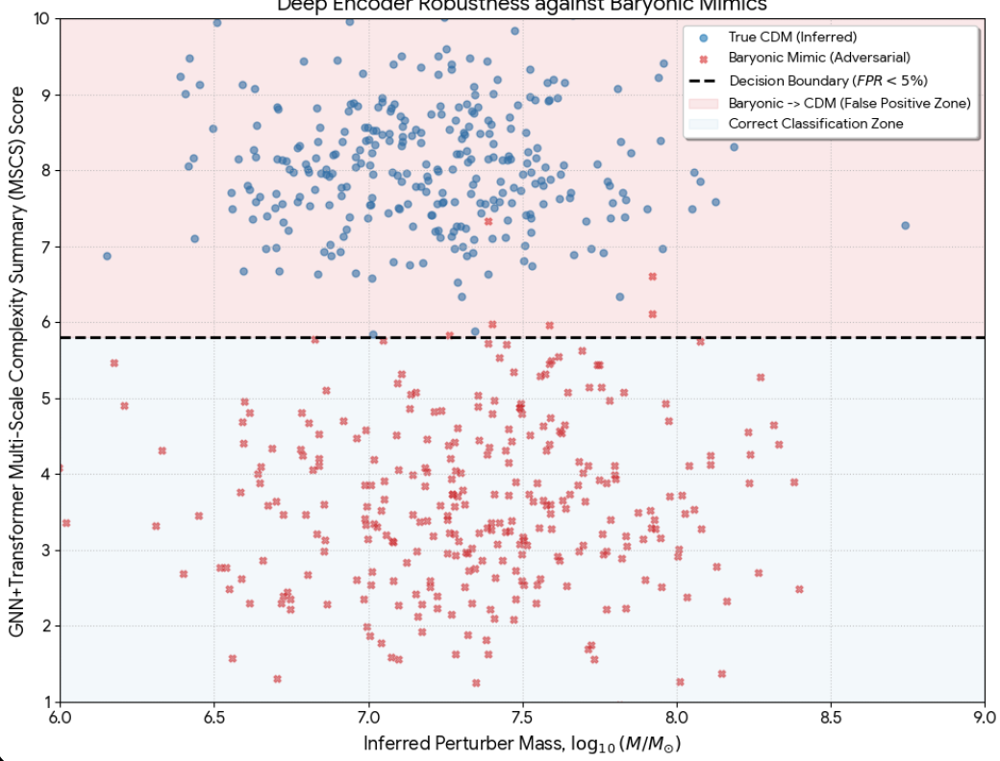 Deep Encoder Robustness against Baryonic Mimics
True CDM (Inferred)
Baryonic Mimic (Adversarial)
Decision Boundary (FPR < 5%)
Baryonic -> CDM (False Positive Zone)
Correct Classification Zone
GNN+Transformer Multi-Scale Complexity Summary (MSCS) Score
10
9
8
7
6
5
4
3
2
1
6.0 6.5 7.0 7.5 8.0 8.5 9.0
Inferred Perturber Mass, log₁₀ (M/M☉)